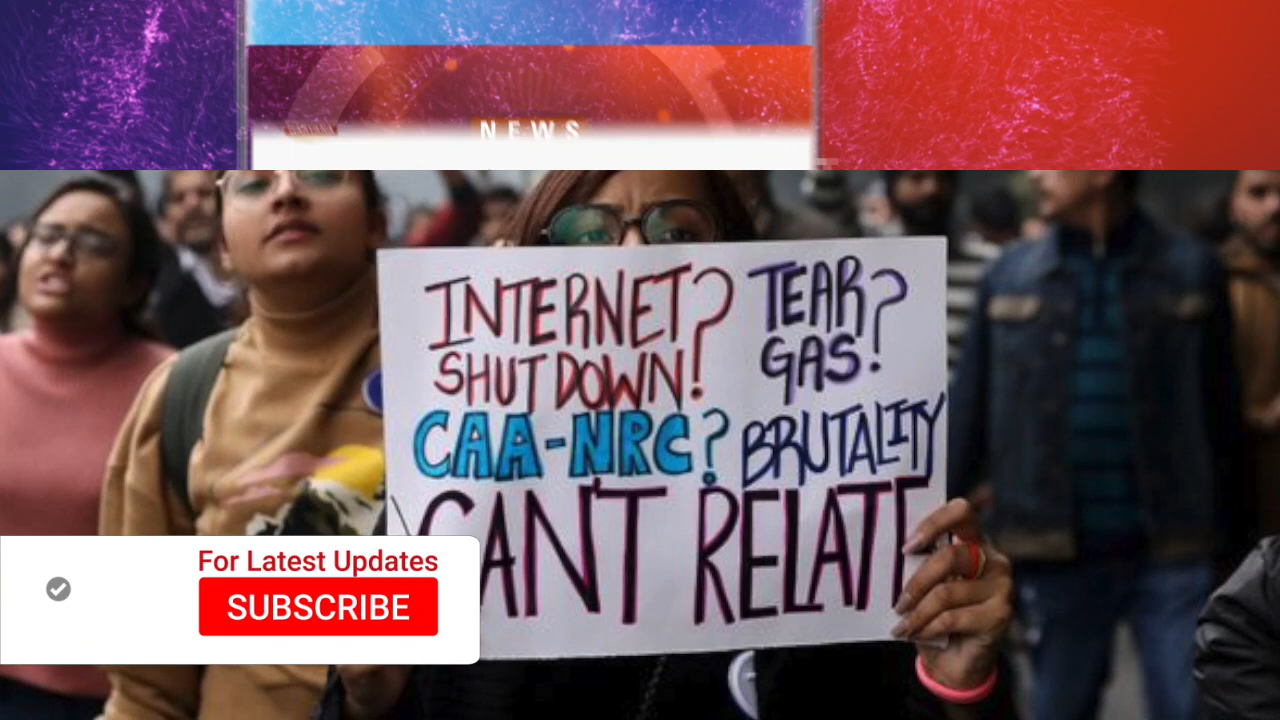 NEWS
INTERNET? TEAR?
SHUTDOWN! GAS.
CAA-NRC? BRUTALITY
CAN'T RELATE
For Latest Updates
SUBSCRIBE